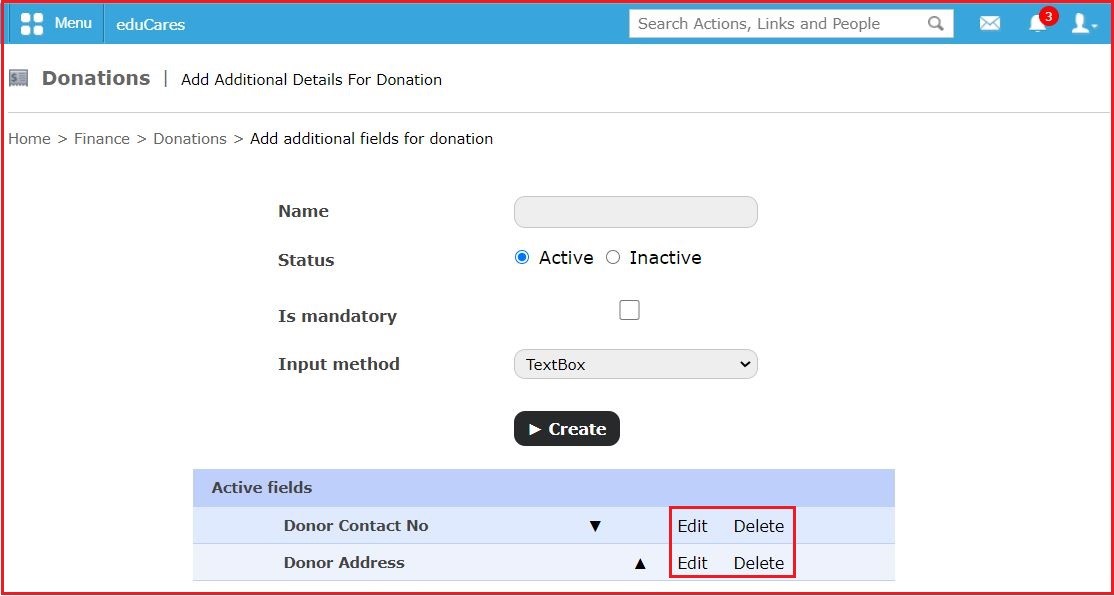 Menu eduCares Search Actions, Links and People 3
Donations | Add Additional Details For Donation
Home > Finance > Donations > Add additional fields for donation
Name
Status Active Inactive
Is mandatory
Input method TextBox
► Create
Active fields
Donor Contact No ▼ Edit Delete
Donor Address ▲ Edit Delete